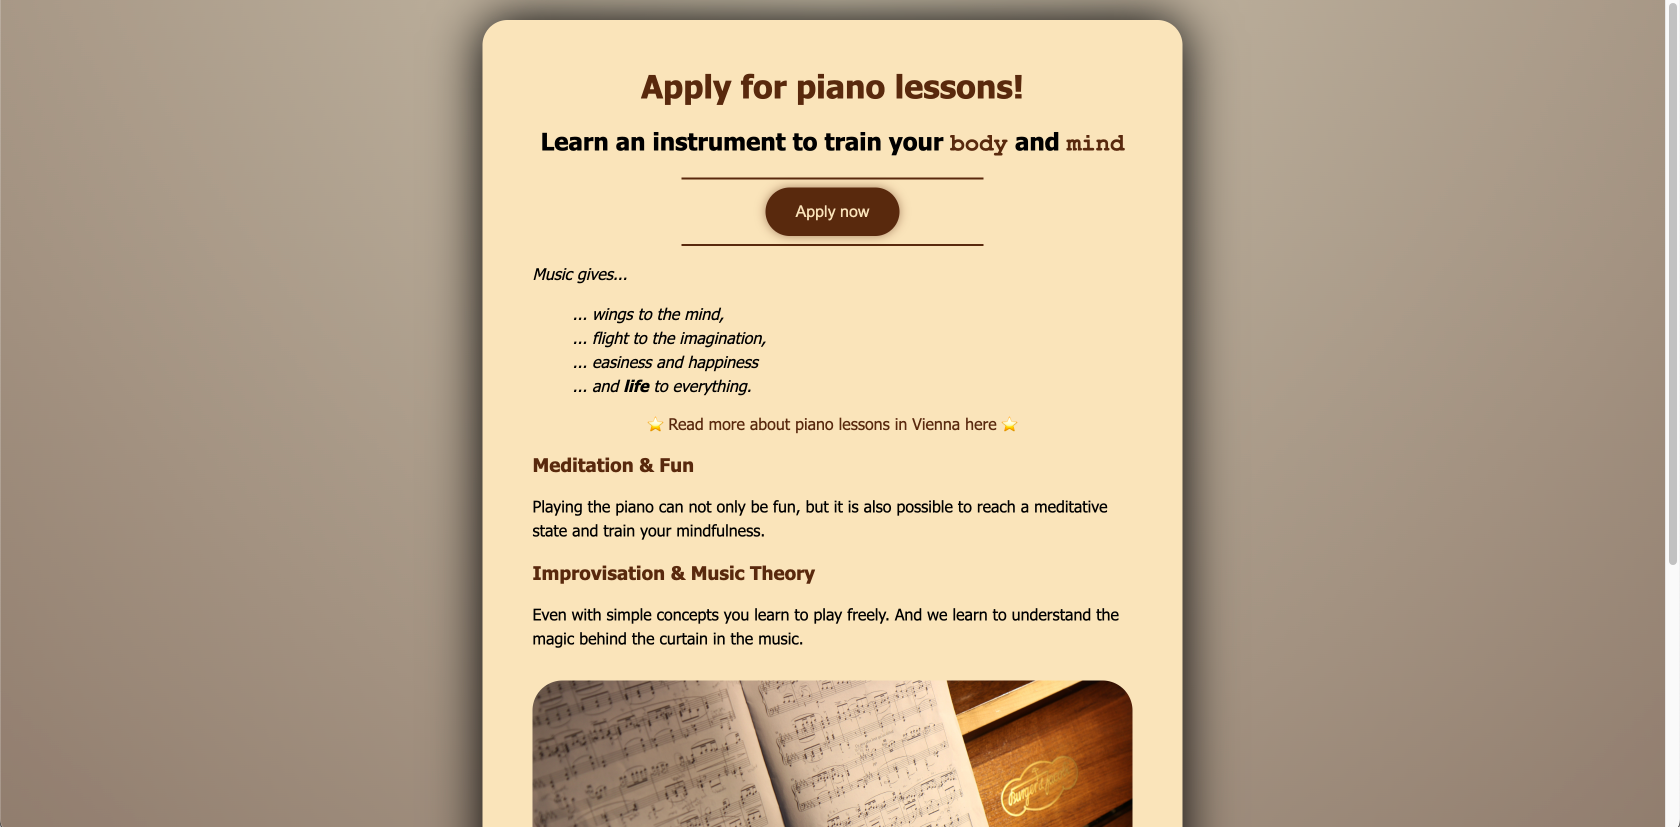 Apply for piano lessons!
Learn an instrument to train your body and mind
Apply now
Music gives...
... wings to the mind,
... flight to the imagination,
... easiness and happiness
... and life to everything.
⭐ Read more about piano lessons in Vienna here ⭐
Meditation & Fun
Playing the piano can not only be fun, but it is also possible to reach a meditative
state and train your mindfulness.
Improvisation & Music Theory
Even with simple concepts you learn to play freely. And we learn to understand the
magic behind the curtain in the music.